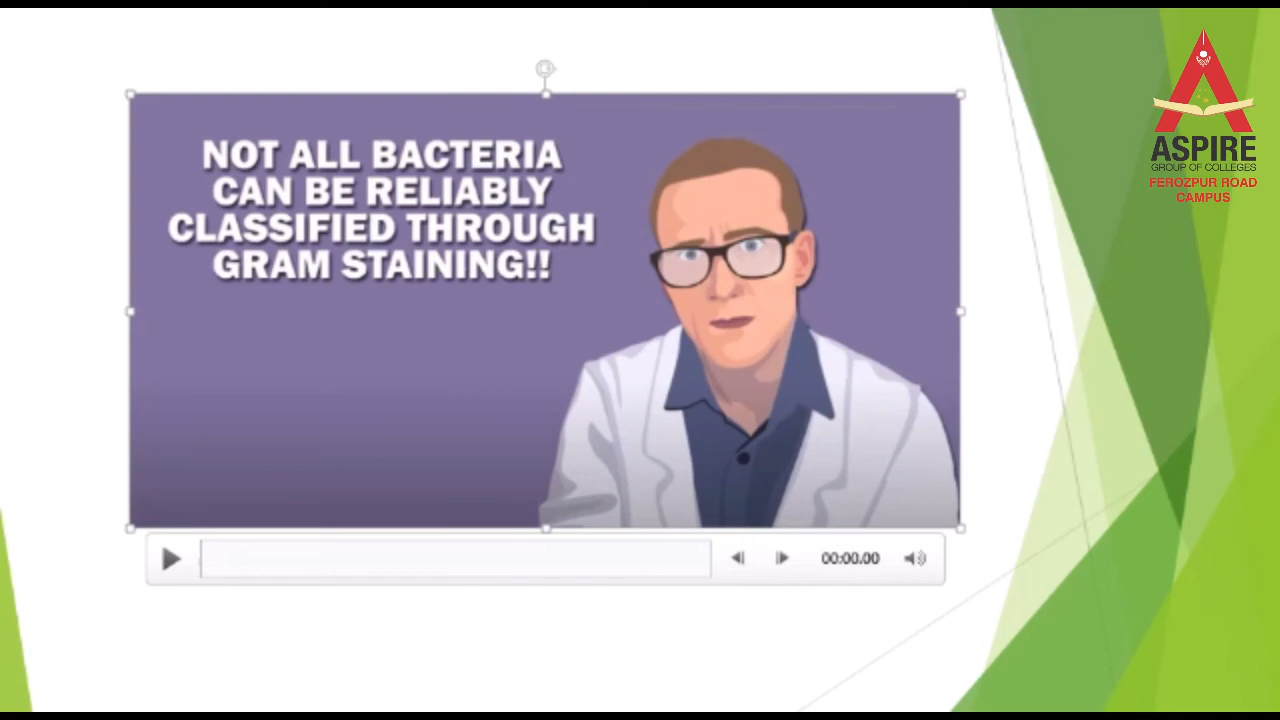 NOT ALL BACTERIA
CAN BE RELIABLY
CLASSIFIED THROUGH
GRAM STAINING!!
00:00.00
ASPIRE
GROUP OF COLLEGES
FEROZPUR ROAD
CAMPUS